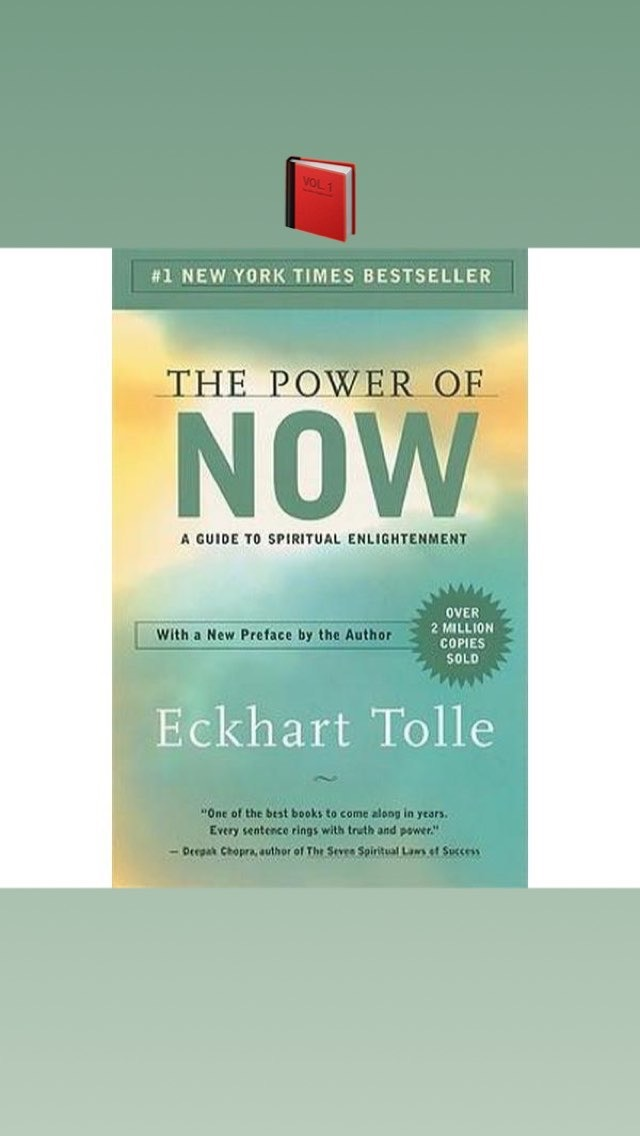 VOL. 1
#1 NEW YORK TIMES BESTSELLER
THE POWER OF
NOW
A GUIDE TO SPIRITUAL ENLIGHTENMENT
With a New Preface by the Author
OVER
2 MILLION
COPIES
SOLD
Eckhart Tolle
"One of the best books to come along in years.
Every sentence rings with truth and power."
— Deepak Chopra, author of The Seven Spiritual Laws of Success